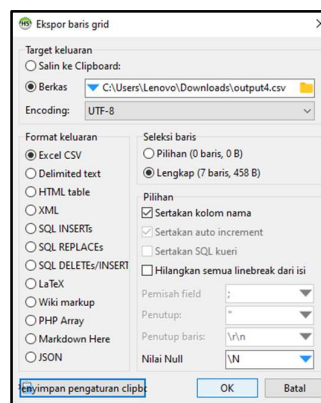 Ekspor baris grid
Target keluaran
Salin ke Clipboard:
Berkas
C:\Users\Lenovo\Downloads\output4.csv
Encoding:
UTF-8
Format keluaran
Excel CSV
Delimited text
HTML table
XML
SQL INSERTs
SQL REPLACEs
SQL DELETEs/INSERT
LaTeX
Wiki markup
PHP Array
Markdown Here
JSON
Seleksi baris
Pilihan (0 baris, 0 B)
Lengkap (7 baris, 458 B)
Pilihan
Sertakan kolom nama
Sertakan auto increment
Sertakan SQL kueri
Hilangkan semua linebreak dari isi
Pemisah field
;
Penutup:
"
Penutup baris:
\r\n
Nilai Null
\N
pengaturan
OK
Batal